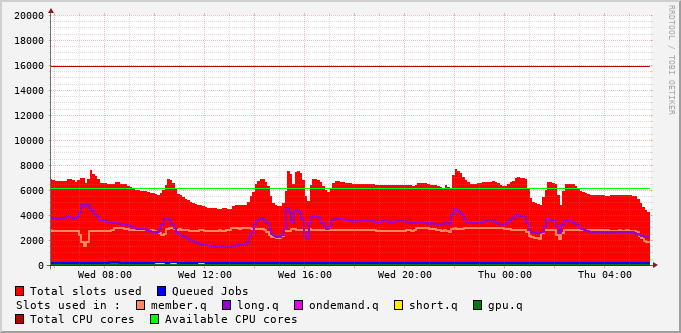 20000
18000
16000
14000
12000
10000
8000
6000
4000
2000
0
Wed 08:00 Wed 12:00 Wed 16:00 Wed 20:00 Thu 00:00 Thu 04:00
RRDTOOL / TOBI OETIKER
Total slots used Queued Jobs
Slots used in : member.q long.q ondemand.q short.q gpu.q
Total CPU cores Available CPU cores